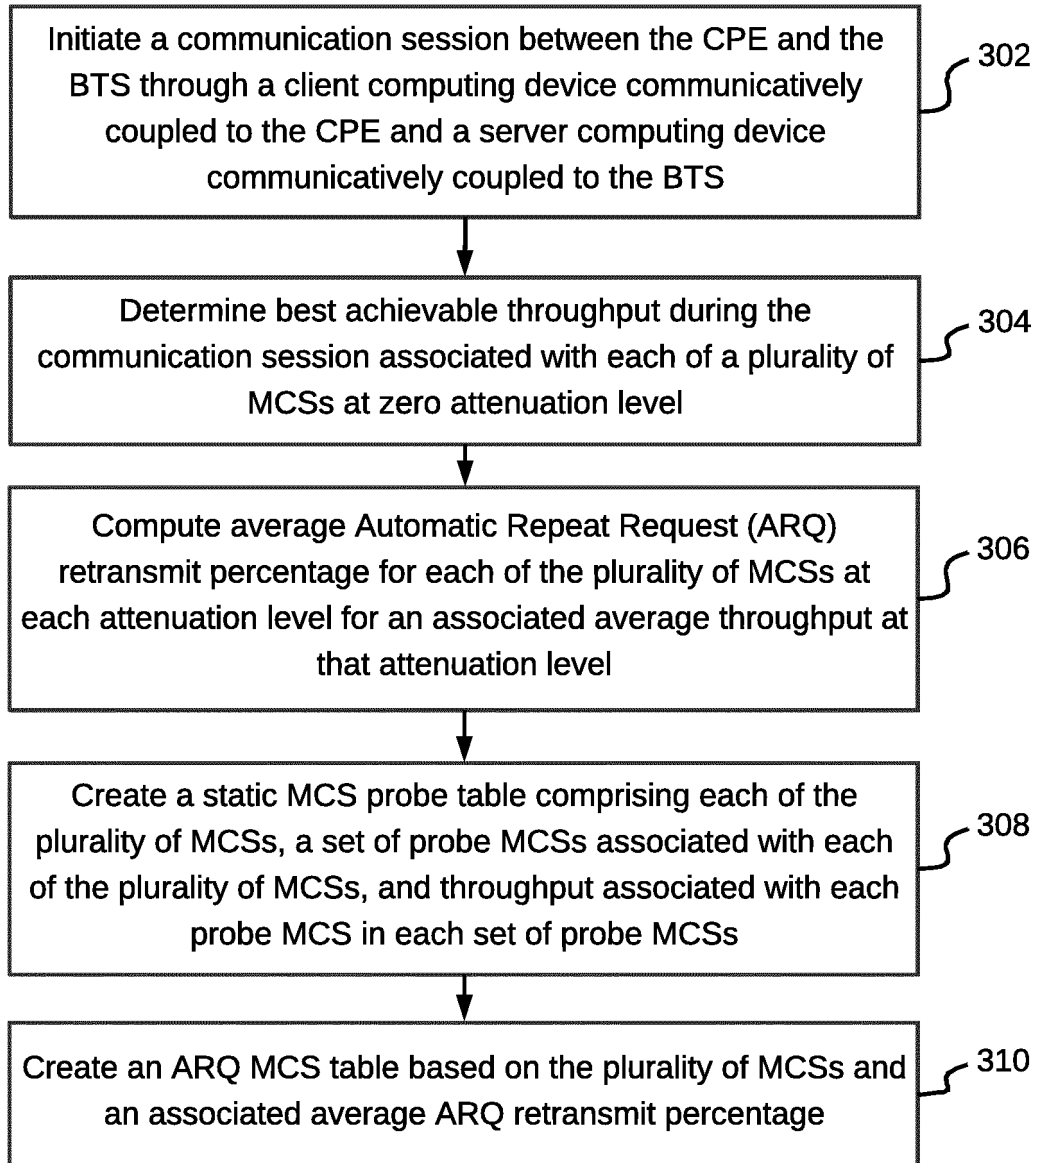 Initiate a communication session between the CPE and the
BTS through a client computing device communicatively
coupled to the CPE and a server computing device
communicatively coupled to the BTS
302
Determine best achievable throughput during the
communication session associated with each of a plurality of
MCSs at zero attenuation level
304
Compute average Automatic Repeat Request (ARQ)
retransmit percentage for each of the plurality of MCSs at
each attenuation level for an associated average throughput at
that attenuation level
306
Create a static MCS probe table comprising each of the
plurality of MCSs, a set of probe MCSs associated with each
of the plurality of MCSs, and throughput associated with each
probe MCS in each set of probe MCSs
308
Create an ARQ MCS table based on the plurality of MCSs and
an associated average ARQ retransmit percentage
310